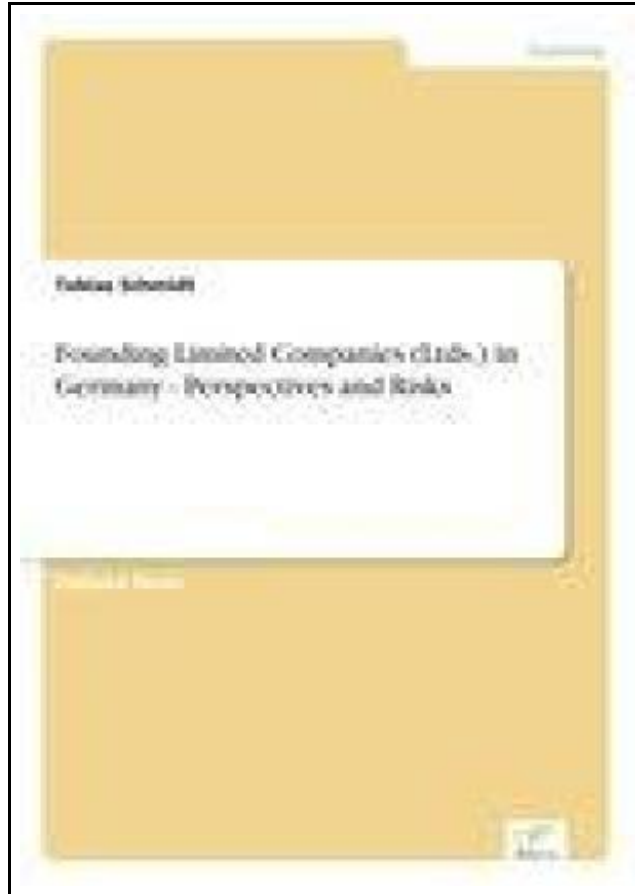 Tobias Schmidt
Founding Limited Companies (Ltds.) in
Germany - Perspectives and Risks